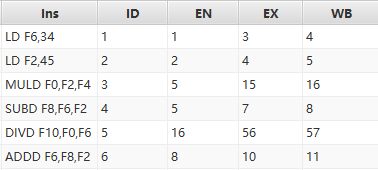 Ins ID EN EX WB
LD F6,34 1 1 3 4
LD F2,45 2 2 4 5
MULD F0,F2,F4 3 5 15 16
SUBD F8,F6,F2 4 5 7 8
DIVD F10,F0,F6 5 16 56 57
ADDD F6,F8,F2 6 8 10 11